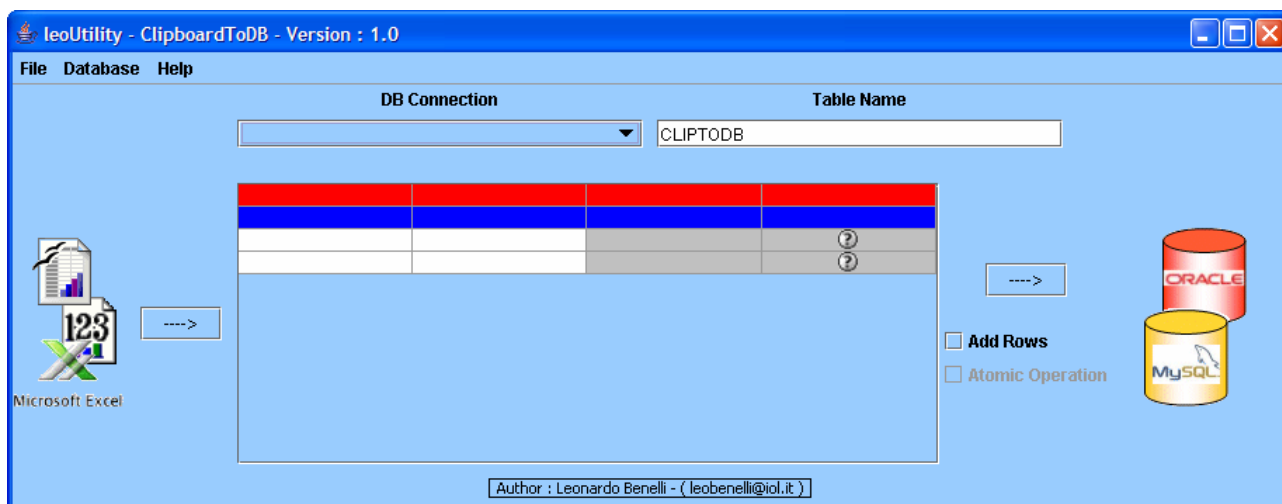 leoUtility - ClipboardToDB - Version : 1.0
File Database Help
DB Connection Table Name
CLIPTODB
?
?
123
Microsoft Excel
---->
---->
Add Rows
Atomic Operation
ORACLE
MySQL
Author : Leonardo Benelli - ( leobenelli@iol.it )